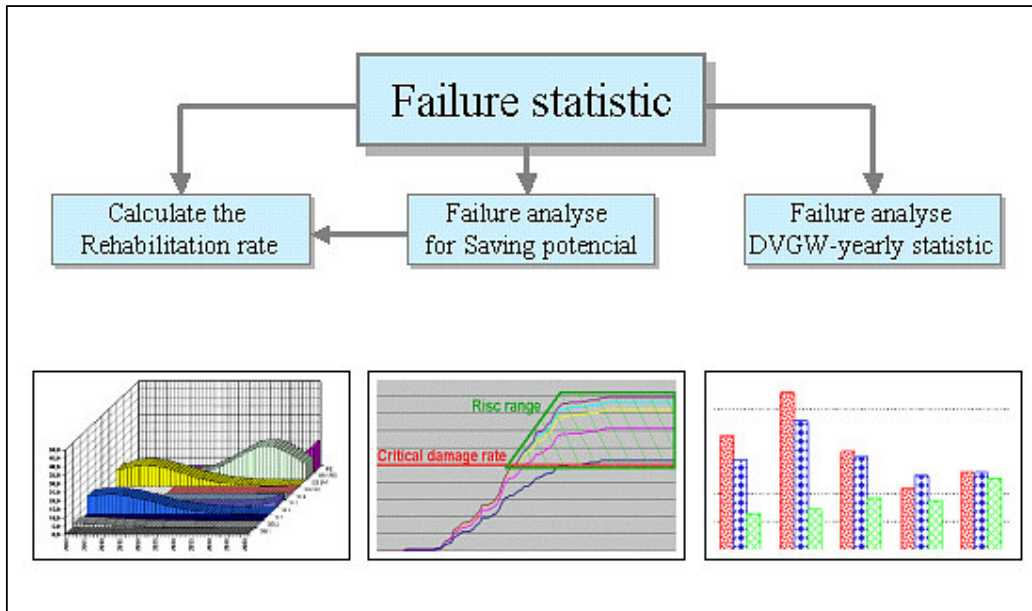 Failure statistic
Calculate the
Rehabilitation rate
Failure analyse
for Saving potencial
Failure analyse
DVGW-yearly statistic
Risc range
Critical damage rate